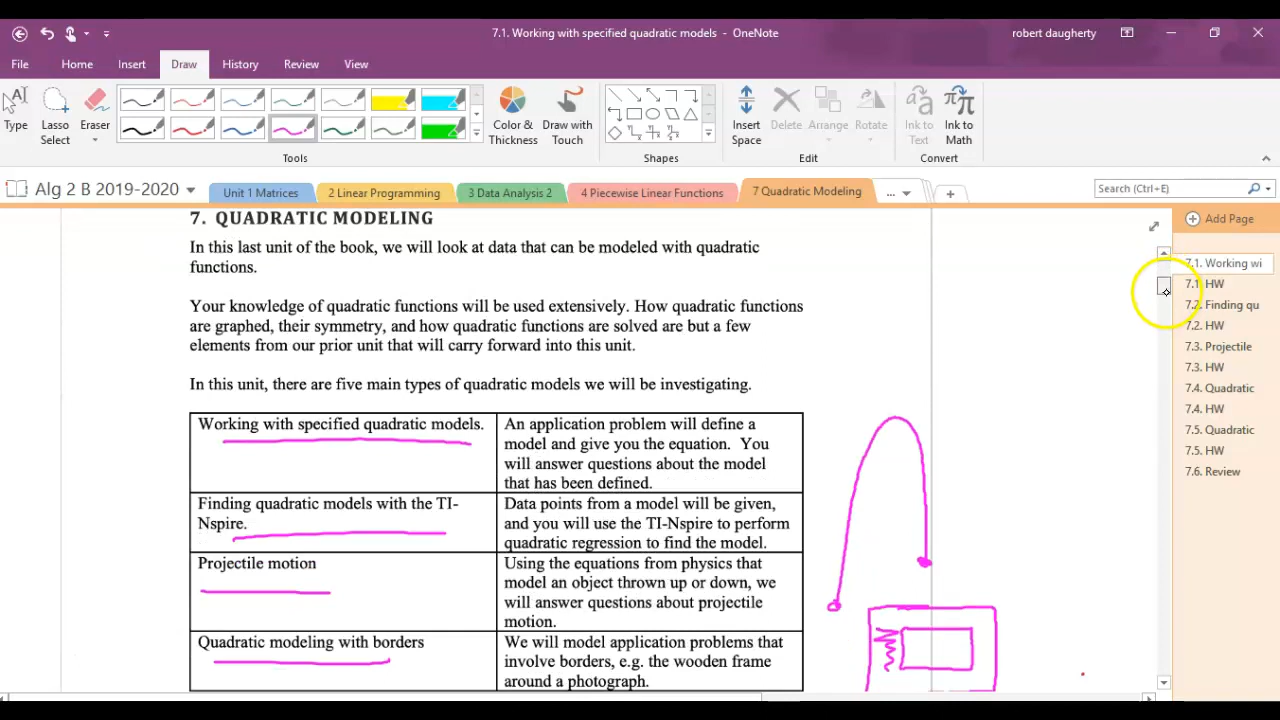 7.1. Working with specified quadratic models - OneNote
robert daugherty
File Home Insert Draw History Review View
Type
Lasso Select
Eraser
Color & Thickness
Draw with Touch
Insert Space
Delete
Arrange
Rotate
Ink to Text
Ink to Math
Tools
Shapes
Edit
Convert
Alg 2 B 2019-2020
Unit 1 Matrices
2 Linear Programming
3 Data Analysis 2
4 Piecewise Linear Functions
7 Quadratic Modeling
...
Search (Ctrl+E)
7. QUADRATIC MODELING
In this last unit of the book, we will look at data that can be modeled with quadratic
functions.
Your knowledge of quadratic functions will be used extensively. How quadratic functions
are graphed, their symmetry, and how quadratic functions are solved are but a few
elements from our prior unit that will carry forward into this unit.
In this unit, there are five main types of quadratic models we will be investigating.
Working with specified quadratic models.
An application problem will define a
model and give you the equation. You
will answer questions about the model
that has been defined.
Finding quadratic models with the TI-
Nspire.
Data points from a model will be given,
and you will use the TI-Nspire to perform
quadratic regression to find the model.
Projectile motion
Using the equations from physics that
model an object thrown up or down, we
will answer questions about projectile
motion.
Quadratic modeling with borders
We will model application problems that
involve borders, e.g. the wooden frame
around a photograph.
Add Page
7.1. Working wi
7.1. HW
7.2. Finding qu
7.2. HW
7.3. Projectile
7.3. HW
7.4. Quadratic
7.4. HW
7.5. Quadratic
7.5. HW
7.6. Review